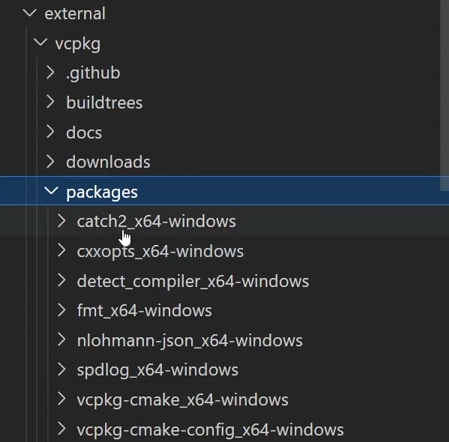 external
vcpkg
.github
buildtrees
docs
downloads
packages
catch2_x64-windows
cxxopts_x64-windows
detect_compiler_x64-windows
fmt_x64-windows
nlohmann-json_x64-windows
spdlog_x64-windows
vcpkg-cmake_x64-windows
vcpkg-cmake-config_x64-windows